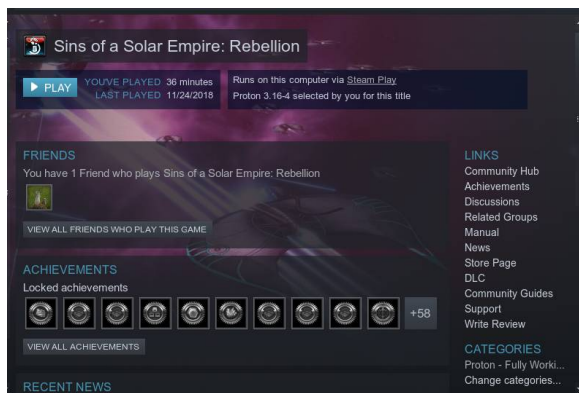 Sins of a Solar Empire: Rebellion
PLAY
YOU'VE PLAYED 36 minutes
LAST PLAYED 11/24/2018
Runs on this computer via Steam Play
Proton 3.16-4 selected by you for this title
FRIENDS
You have 1 Friend who plays Sins of a Solar Empire: Rebellion
VIEW ALL FRIENDS WHO PLAY THIS GAME
ACHIEVEMENTS
Locked achievements
+58
VIEW ALL ACHIEVEMENTS
RECENT NEWS
LINKS
Community Hub
Achievements
Discussions
Related Groups
Manual
News
Store Page
DLC
Community Guides
Support
Write Review
CATEGORIES
Proton - Fully Worki...
Change categories...